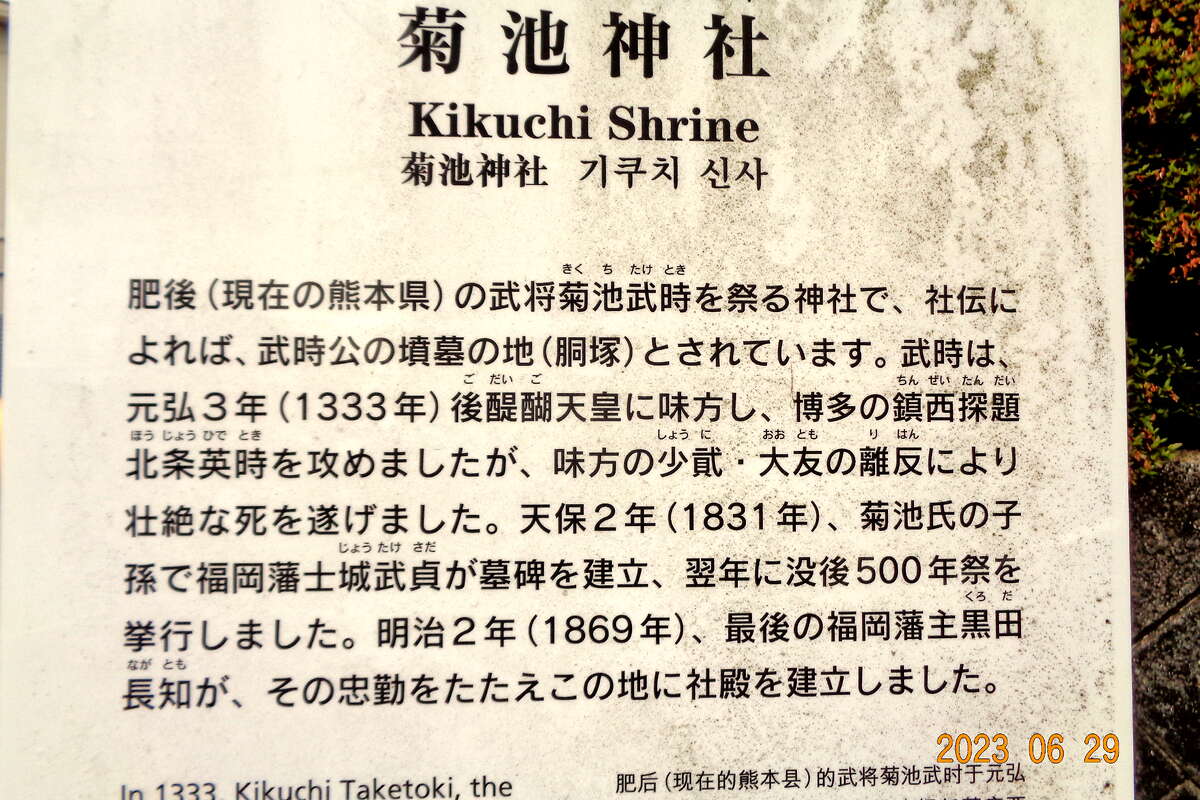 菊池神社
Kikuchi Shrine
菊池神社 기쿠치 신사
きく ち たけ とき
肥後(現在の熊本県)の武将菊池武時を祭る神社で、社伝に
よれば、武時公の墳墓の地(胴塚)とされています。武時は、
ご だい ご ちん ぜい たん だい
元弘3年(1333年)後醍醐天皇に味方し、博多の鎮西探題
ほう じょう ひで とき しょう に おお とも り はん
北条英時を攻めましたが、味方の少貳・大友の離反により
壮絶な死を遂げました。天保2年(1831年)、菊池氏の子
じょう たけ さだ
孫で福岡藩士城武貞が墓碑を建立、翌年に没後500年祭を
くろ だ
挙行しました。明治2年(1869年)、最後の福岡藩主黒田
なが とも
長知が、その忠勤をたたえこの地に社殿を建立しました。
In 1333, Kikuchi Taketoki, the
肥后(现在的熊本县)的武将菊池武时于元弘
2023 06 29